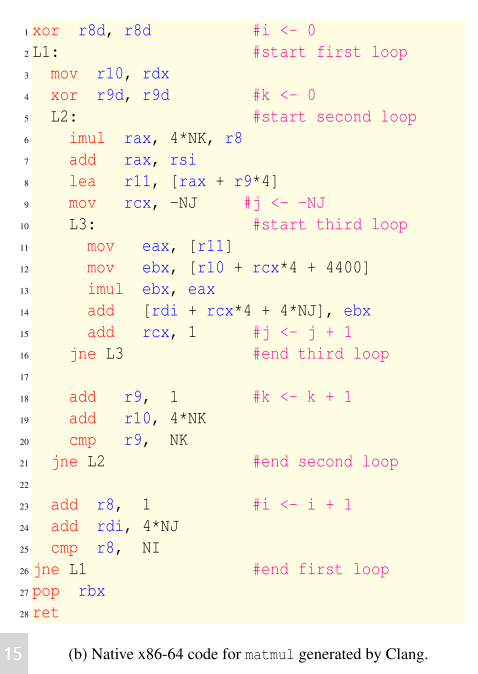 1 xor r8d, r8d #i <- 0
2 L1: #start first loop
3 mov r10, rdx
4 xor r9d, r9d #k <- 0
5 L2: #start second loop
6 imul rax, 4*NK, r8
7 add rax, rsi
8 lea r11, [rax + r9*4]
9 mov rcx, -NJ #j <- -NJ
10 L3: #start third loop
11 mov eax, [r11]
12 mov ebx, [r10 + rcx*4 + 4400]
13 imul ebx, eax
14 add [rdi + rcx*4 + 4*NJ], ebx
15 add rcx, 1 #j <- j + 1
16 jne L3 #end third loop
17
18 add r9, 1 #k <- k + 1
19 add r10, 4*NK
20 cmp r9, NK
21 jne L2 #end second loop
22
23 add r8, 1 #i <- i + 1
24 add rdi, 4*NJ
25 cmp r8, NI
26 jne L1 #end first loop
27 pop rbx
28 ret
15 (b) Native x86-64 code for matmul generated by Clang.